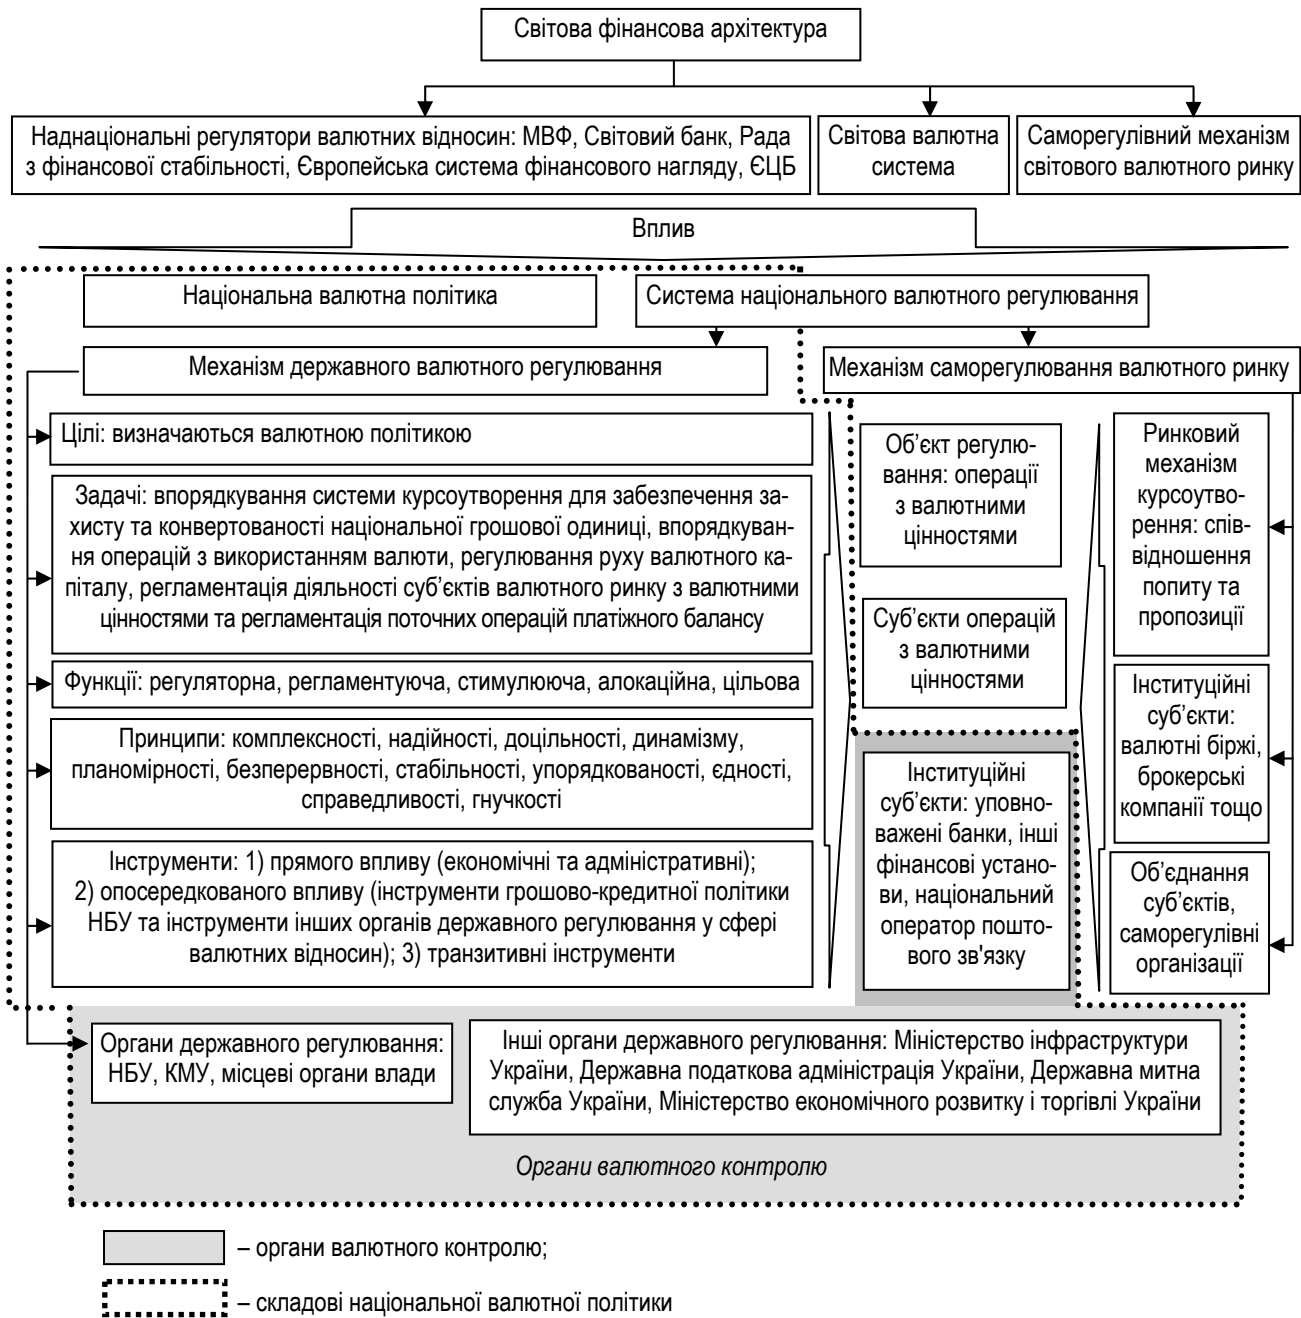 Світова фінансова архітектура
Наднаціональні регулятори валютних відносин: МВФ, Світовий банк, Рада
з фінансової стабільності, Європейська система фінансового нагляду, ЄЦБ
Світова валютна
система
Саморегулівний механізм
світового валютного ринку
Вплив
Національна валютна політика
Система національного валютного регулювання
Механізм державного валютного регулювання
Механізм саморегулювання валютного ринку
Цілі: визначаються валютною політикою
Задачі: впорядкування системи курсоутворення для забезпечення за-
хисту та конвертованості національної грошової одиниці, впорядкуван-
ня операцій з використанням валюти, регулювання руху валютного ка-
піталу, регламентація діяльності суб’єктів валютного ринку з валютними
цінностями та регламентація поточних операцій платіжного балансу
Функції: регуляторна, регламентуюча, стимулююча, алокаційна, цільова
Принципи: комплексності, надійності, доцільності, динамізму,
планомірності, безперервності, стабільності, упорядкованості, єдності,
справедливості, гнучкості
Інструменти: 1) прямого впливу (економічні та адміністративні);
2) опосередкованого впливу (інструменти грошово-кредитної політики
НБУ та інструменти інших органів державного регулювання у сфері
валютних відносин); 3) транзитивні інструменти
Об’єкт регулю-
вання: операції
з валютними
цінностями
Суб’єкти операцій
з валютними
цінностями
Інституційні
суб’єкти: уповно-
важені банки, інші
фінансові устано-
ви, національний
оператор пошто-
вого зв'язку
Ринковий
механізм
курсоутво-
рення: спів-
відношення
попиту та
пропозиції
Інституційні
суб’єкти:
валютні біржі,
брокерські
компанії тощо
Об’єднання
суб’єктів,
саморегулівні
організації
Органи державного регулювання:
НБУ, КМУ, місцеві органи влади
Інші органи державного регулювання: Міністерство інфраструктури
України, Державна податкова адміністрація України, Державна митна
служба України, Міністерство економічного розвитку і торгівлі України
Органи валютного контролю
– органи валютного контролю;
– складові національної валютної політики